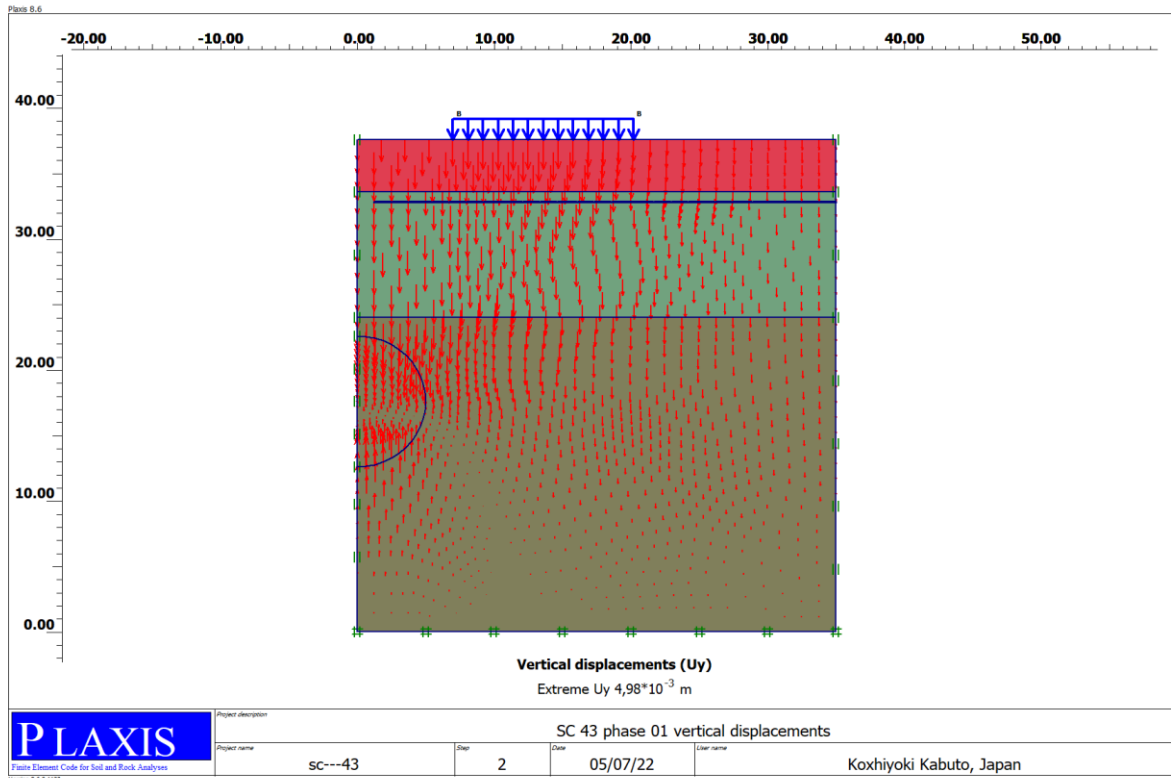 Plaxis 8.6
-20.00 -10.00 0.00 10.00 20.00 30.00 40.00 50.00
40.00
B B
30.00
20.00
10.00
0.00
Vertical displacements (Uy)
Extreme Uy 4,98*10-3 m
PLAXIS
Finite Element Code for Soil and Rock Analyses
Project description
SC 43 phase 01 vertical displacements
Project name
sc---43
Step
2
Date
05/07/22
User name
Koxhiyoki Kabuto, Japan